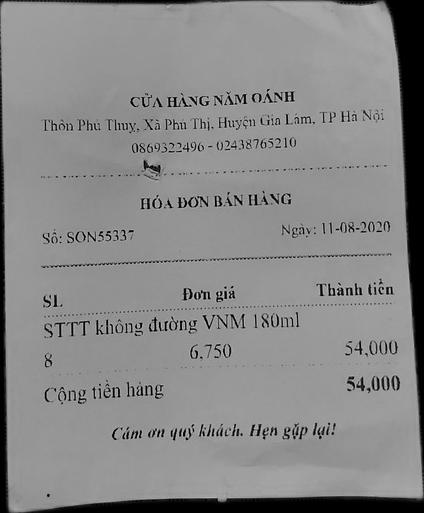 CỬA HÀNG NĂM OÁNH
Thôn Phú Thuỵ, Xã Phú Thị, Huyện Gia Lâm, TP Hà Nội
0869322496 - 02438765210
HÓA ĐƠN BÁN HÀNG
Số: SON55337 Ngày: 11-08-2020
SL Đơn giá Thành tiền
STTT không đường VNM 180ml
8 6,750 54,000
Cộng tiền hàng 54,000
Cảm ơn quý khách. Hẹn gặp lại!